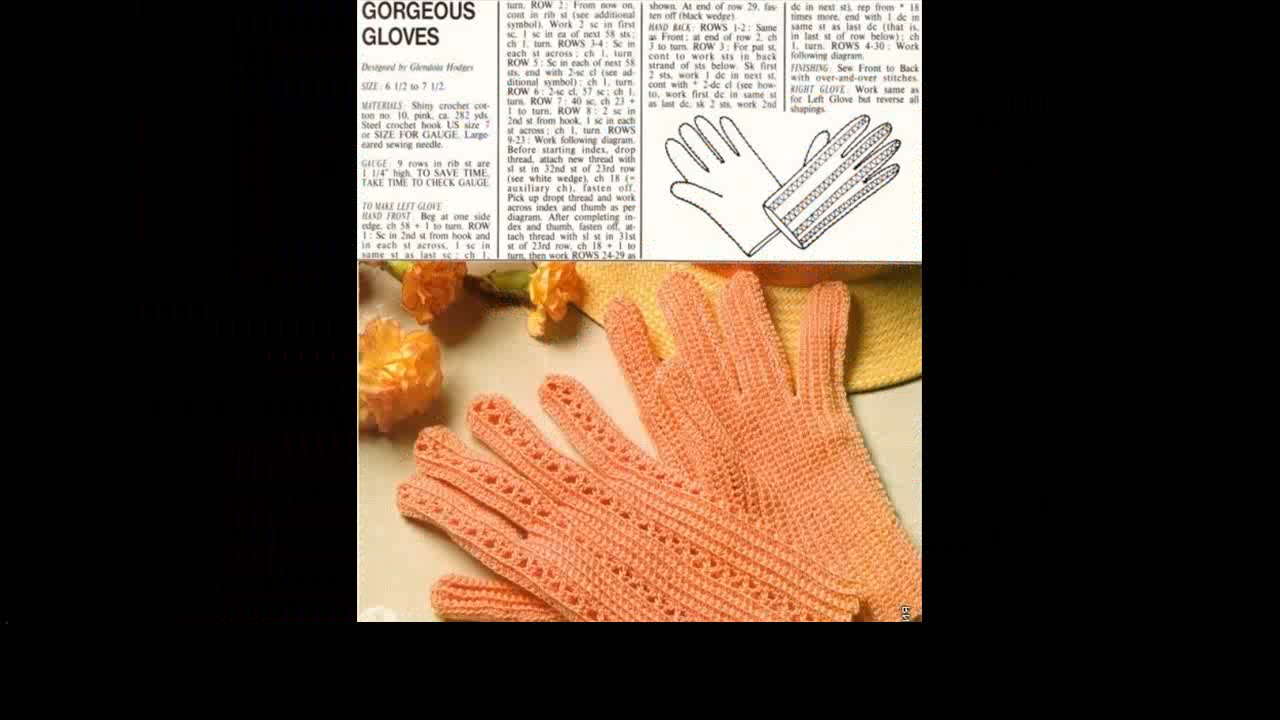 GORGEOUS
GLOVES
Designed by Glendola Hodges
SIZE: 6 1/2 to 7 1/2.
MATERIALS: Shiny crochet cot-
ton no. 10, pink, ca. 282 yds.
Steel crochet hook US size 7
or SIZE FOR GAUGE. Large-
eared sewing needle.
GAUGE: 9 rows in rib st are
1 1/4" high. TO SAVE TIME,
TAKE TIME TO CHECK GAUGE.
TO MAKE LEFT GLOVE
HAND FRONT: Beg at one side
edge, ch 58 + 1 to turn. ROW
1: Sc in 2nd st from hook and
in each st across, 1 sc in
same st as last sc; ch 1,
turn. ROW 2: From now on,
cont in rib st (see additional
symbol). Work 2 sc in first
sc, 1 sc in ea of next 58 sts;
ch 1, turn. ROWS 3-4: Sc in
each st across; ch 1, turn.
ROW 5: Sc in each of next 58
sts, end with 2-sc cl (see ad-
ditional symbol); ch 1, turn.
ROW 6: 2-sc cl, 57 sc; ch 1,
turn. ROW 7: 40 sc, ch 23 +
1 to turn. ROW 8: 2 sc in
2nd st from hook, 1 sc in each
st across; ch 1, turn. ROWS
9-23: Work following diagram.
Before starting index, drop
thread, attach new thread with
sl st in 32nd st of 23rd row
(see white wedge), ch 18 (=
auxiliary ch), fasten off.
Pick up dropt thread and work
across index and thumb as per
diagram. After completing in-
dex and thumb, fasten off, at-
tach thread with sl st in 31st
st of 23rd row, ch 18 + 1 to
turn, then work ROWS 24-29 as
shown. At end of row 29, fas-
ten off (black wedge).
HAND BACK: ROWS 1-2: Same
as Front; at end of row 2, ch
3 to turn. ROW 3: For pat st,
cont to work sts in back
strand of sts below. Sk first
2 sts, work 1 dc in next st,
cont with * 2-dc cl (see how-
to, work first dc in same st
as last dc, sk 2 sts, work 2nd
dc in next st), rep from * 18
times more, end with 1 dc in
same st as last dc (that is,
in last st of row below); ch
1, turn. ROWS 4-30: Work
following diagram.
FINISHING: Sew Front to Back
with over-and-over stitches.
RIGHT GLOVE: Work same as
for Left Glove but reverse all
shapings.